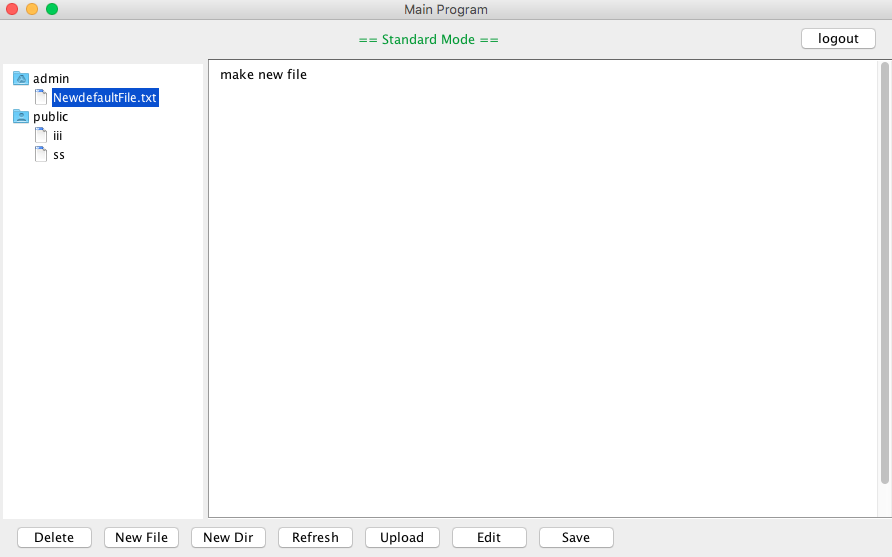 Main Program
== Standard Mode ==
logout
admin
NewdefaultFile.txt
public
iii
ss
make new file
Delete
New File
New Dir
Refresh
Upload
Edit
Save